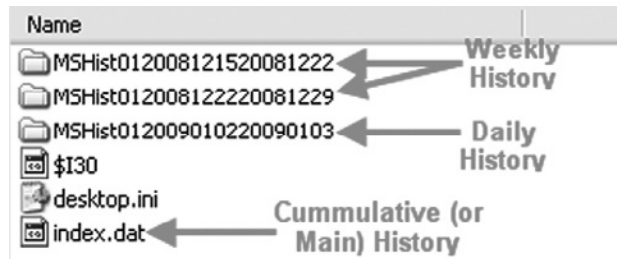 Name
MSHist012008121520081222
Weekly
History
MSHist012008122220081229
MSHist012009010220090103
Daily
History
$I30
desktop.ini
index.dat
Cummulative (or
Main) History